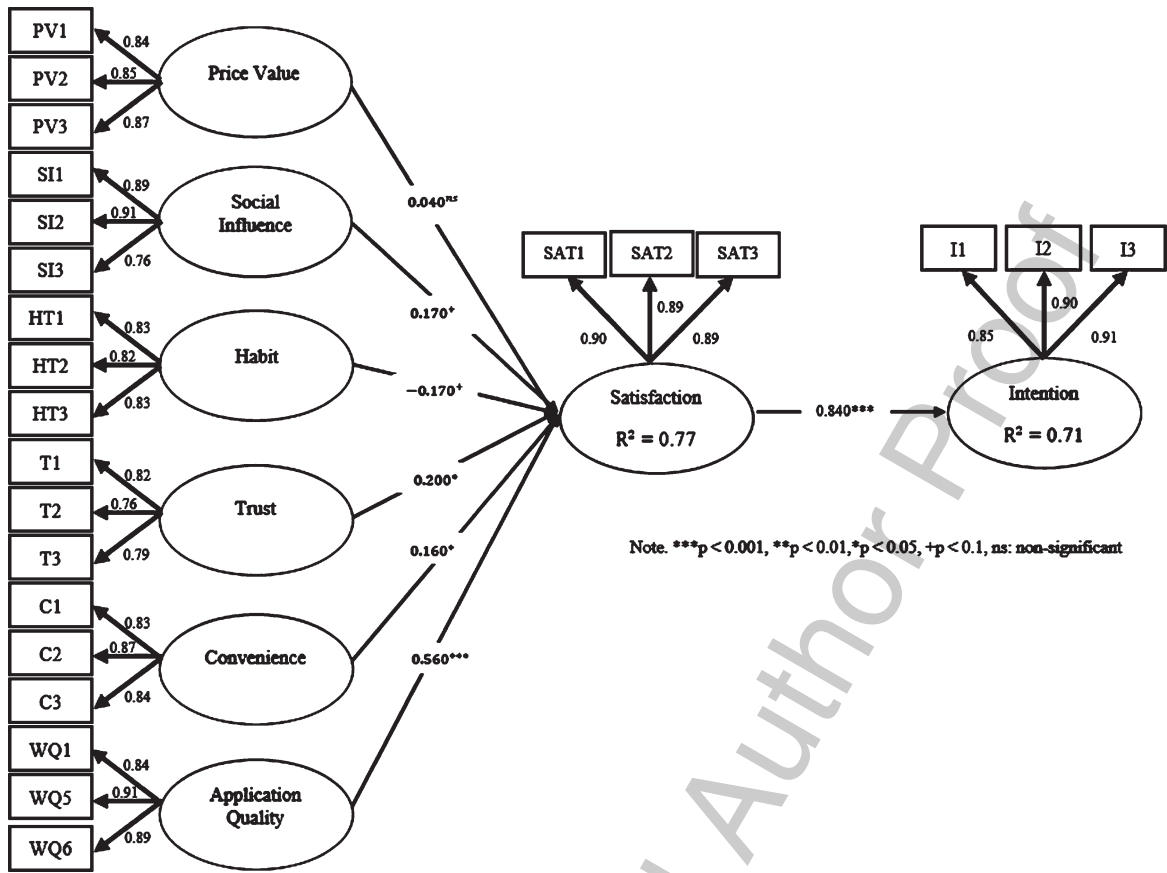 PV1
0.84
PV2
0.85
PV3
0.87
Price Value
SI1
0.89
SI2
0.91
SI3
0.76
Social
Influence
HT1
0.83
HT2
0.82
HT3
0.83
Habit
T1
0.82
T2
0.76
T3
0.79
Trust
C1
0.83
C2
0.87
C3
0.84
Convenience
WQ1
0.84
WQ5
0.91
WQ6
0.89
Application
Quality
0.040ⁿˢ
0.170⁺
−0.170⁺
0.200*
0.160⁺
0.560***
SAT1
SAT2
SAT3
0.90
0.89
0.89
Satisfaction
R² = 0.77
0.840***
I1
I2
I3
0.85
0.90
0.91
Intention
R² = 0.71
Note. ***p < 0.001, **p < 0.01,*p < 0.05, +p < 0.1, ns: non-significant
Author Proof